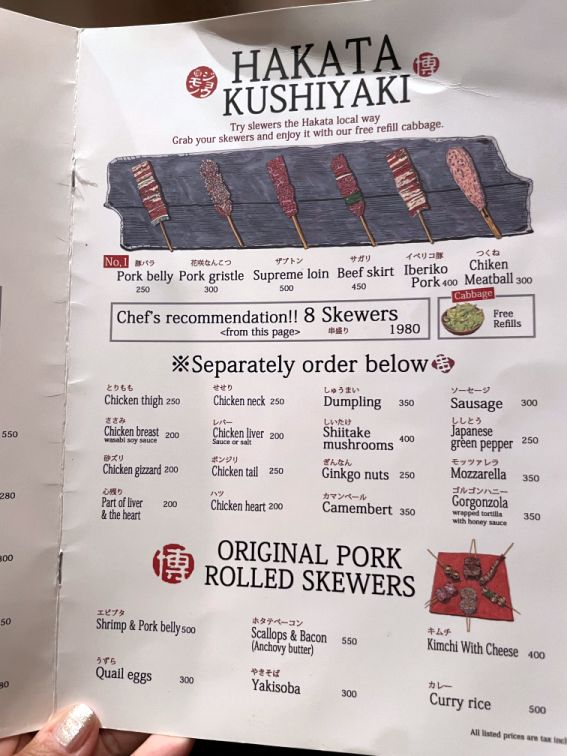 HAKATA
KUSHIYAKI
博
Try slewers the Hakata local way
Grab your skewers and enjoy it with our free refill cabbage.
No,1 豚バラ
Pork belly
250
花咲なんこつ
Pork gristle
300
ザブトン
Supreme loin
500
サガリ
Beef skirt
450
イベリコ豚
Iberiko
Pork 400
つくね
Chiken
Meatball 300
Chef's recommendation!! 8 Skewers
<from this page> 串盛り 1980
Cabbage
Free
Refills
※Separately order below
とりもも
Chicken thigh 250
せせり
Chicken neck 250
しゅうまい
Dumpling 350
ソーセージ
Sausage 300
ささみ
Chicken breast 200
wasabi soy sauce
レバー
Chicken liver 200
Sauce or salt
しいたけ
Shiitake
mushrooms 400
ししとう
Japanese
green pepper 250
砂ズリ
Chicken gizzard 200
ボンジリ
Chicken tail 250
ぎんなん
Ginkgo nuts 250
モッツァレラ
Mozzarella 350
心残り
Part of liver
& the heart 200
ハツ
Chicken heart 200
カマンベール
Camembert 350
ゴルゴンハニー
Gorgonzola
wrapped tortilla
with honey sauce 350
博
ORIGINAL PORK
ROLLED SKEWERS
エビブタ
Shrimp & Pork belly 500
ホタテベーコン
Scallops & Bacon
(Anchovy butter) 550
キムチ
Kimchi With Cheese 400
うずら
Quail eggs 300
やきそば
Yakisoba 300
カレー
Curry rice 500
All listed prices are tax
550
280
300
50